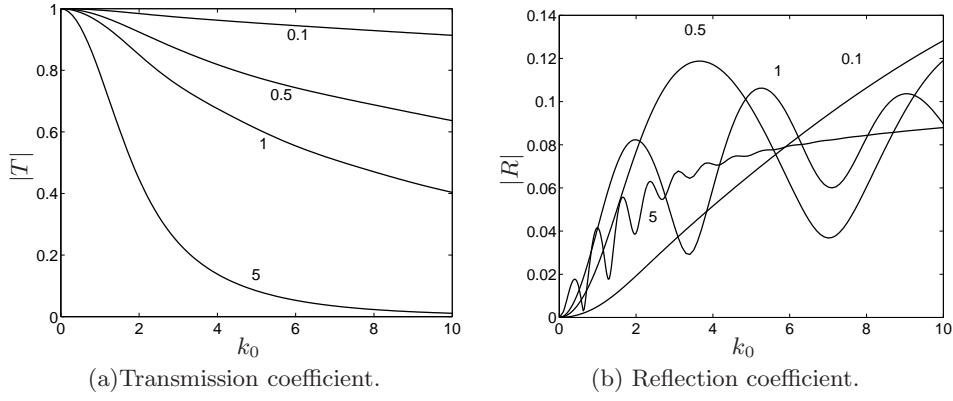 1
0.8
0.6
0.4
0.2
0
0 2 4 6 8 10
|T|
k₀
0.1
0.5
1
5
(a)Transmission coefficient.
0.14
0.12
0.1
0.08
0.06
0.04
0.02
0
0 2 4 6 8 10
|R|
k₀
0.5
1
0.1
5
(b) Reflection coefficient.